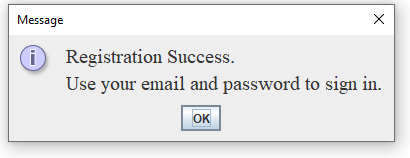 Message
Registration Success.
Use your email and password to sign in.
OK